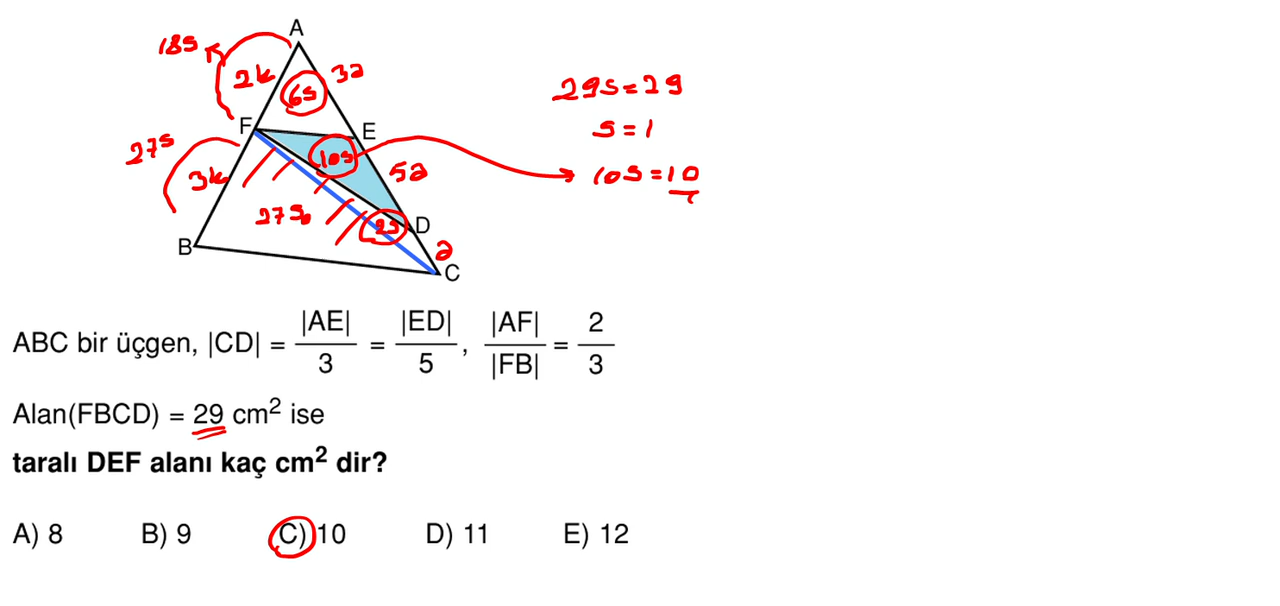 A
18s
2k
3a
6s
29s=29
F
E
s=1
27s
10s
3k
5a
10s=10
27s
2s
D
B
a
C
ABC bir üçgen, |CD| = |AE|/3 = |ED|/5 , |AF|/|FB| = 2/3
Alan(FBCD) = 29 cm² ise
taralı DEF alanı kaç cm² dir?
A) 8 B) 9 C) 10 D) 11 E) 12